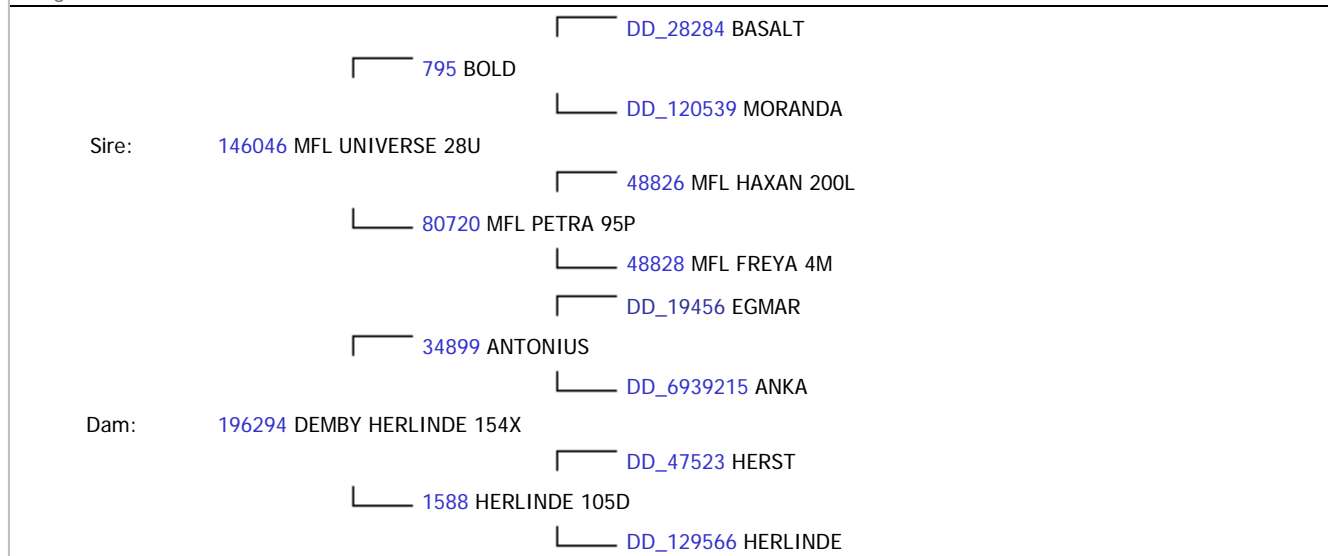 DD_28284 BASALT
795 BOLD
DD_120539 MORANDA
Sire: 146046 MFL UNIVERSE 28U
48826 MFL HAXAN 200L
80720 MFL PETRA 95P
48828 MFL FREYA 4M
DD_19456 EGMAR
34899 ANTONIUS
DD_6939215 ANKA
Dam: 196294 DEMBY HERLINDE 154X
DD_47523 HERST
1588 HERLINDE 105D
DD_129566 HERLINDE